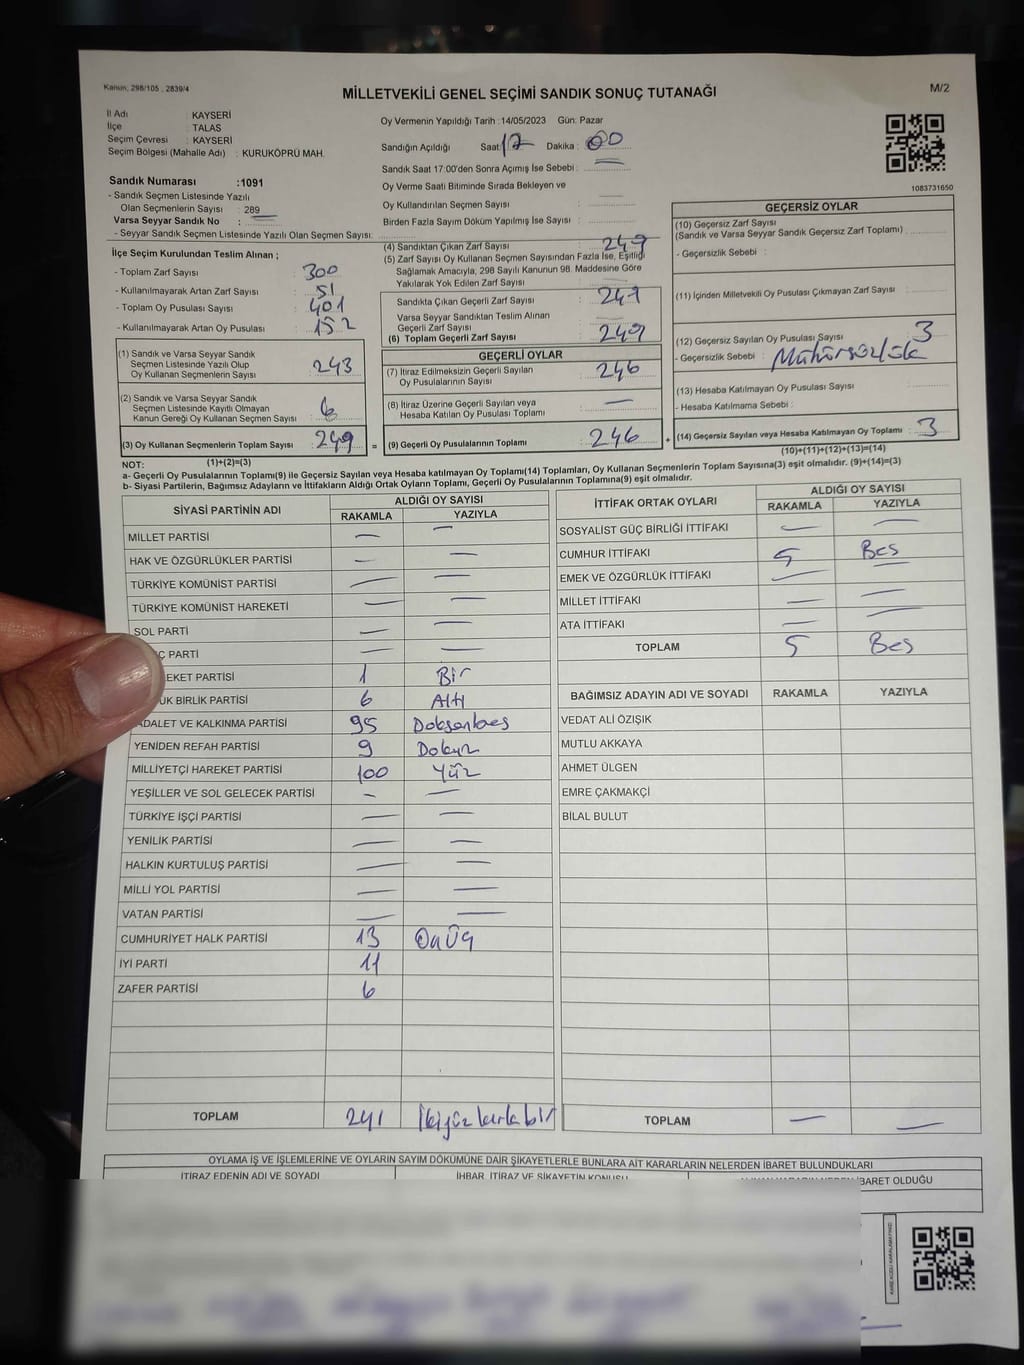 Kanun; 298/105 , 2839/4
MİLLETVEKİLİ GENEL SEÇİMİ SANDIK SONUÇ TUTANAĞI
M/2
İl Adı : KAYSERİ
İlçe : TALAS
Seçim Çevresi : KAYSERİ
Seçim Bölgesi (Mahalle Adı) : KURUKÖPRÜ MAH.
Sandık Numarası :1091
- Sandık Seçmen Listesinde Yazılı
Olan Seçmenlerin Sayısı : 289
Varsa Seyyar Sandık No :
- Seyyar Sandık Seçmen Listesinde Yazılı Olan Seçmen Sayısı:
Oy Vermenin Yapıldığı Tarih :14/05/2023 Gün: Pazar
Sandığın Açıldığı Saat: 17 Dakika : 00
Sandık Saat 17:00'den Sonra Açımış İse Sebebi :
Oy Verme Saati Bitiminde Sırada Bekleyen ve
Oy Kullandırılan Seçmen Sayısı :
Birden Fazla Sayım Döküm Yapılmış İse Sayısı :
1083731650
İlçe Seçim Kurulundan Teslim Alınan ;
- Toplam Zarf Sayısı : 300
- Kullanılmayarak Artan Zarf Sayısı : 51
- Toplam Oy Pusulası Sayısı : 401
- Kullanılmayarak Artan Oy Pusulası : 152
(1) Sandık ve Varsa Seyyar Sandık
Seçmen Listesinde Yazılı Olup
Oy Kullanan Seçmenlerin Sayısı : 243
(2) Sandık ve Varsa Seyyar Sandık
Seçmen Listesinde Kayıtlı Olmayan
Kanun Gereği Oy Kullanan Seçmen Sayısı : 6
(3) Oy Kullanan Seçmenlerin Toplam Sayısı : 249 =
(1)+(2)=(3)
(4) Sandıktan Çıkan Zarf Sayısı : 249
(5) Zarf Sayısı Oy Kullanan Seçmen Sayısından Fazla İse, Eşitliği
Sağlamak Amacıyla, 298 Sayılı Kanunun 98. Maddesine Göre
Yakılarak Yok Edilen Zarf Sayısı :
Sandıkta Çıkan Geçerli Zarf Sayısı : 249
Varsa Seyyar Sandıktan Teslim Alınan
Geçerli Zarf Sayısı :
(6) Toplam Geçerli Zarf Sayısı : 249
GEÇERLİ OYLAR
(7) İtiraz Edilmeksizin Geçerli Sayılan
Oy Pusulalarının Sayısı : 246
(8) İtiraz Üzerine Geçerli Sayılan veya
Hesaba Katılan Oy Pusulası Toplamı : —
(9) Geçerli Oy Pusulalarının Toplamı : 246 +
GEÇERSİZ OYLAR
(10) Geçersiz Zarf Sayısı
(Sandık ve Varsa Seyyar Sandık Geçersiz Zarf Toplamı) :
- Geçersizlik Sebebi :
(11) İçinden Milletvekili Oy Pusulası Çıkmayan Zarf Sayısı :
(12) Geçersiz Sayılan Oy Pusulası Sayısı : 3
- Geçersizlik Sebebi : Mühürsüzlük
(13) Hesaba Katılmayan Oy Pusulası Sayısı :
- Hesaba Katılmama Sebebi :
(14) Geçersiz Sayılan veya Hesaba Katılmayan Oy Toplamı : 3
(10)+(11)+(12)+(13)=(14)
NOT:
a- Geçerli Oy Pusulalarının Toplamı(9) ile Geçersiz Sayılan veya Hesaba katılmayan Oy Toplamı(14) Toplamları, Oy Kullanan Seçmenlerin Toplam Sayısına(3) eşit olmalıdır. (9)+(14)=(3)
b- Siyasi Partilerin, Bağımsız Adayların ve İttifakların Aldığı Ortak Oyların Toplamı, Geçerli Oy Pusulalarının Toplamına(9) eşit olmalıdır.
SİYASİ PARTİNİN ADI
ALDIĞI OY SAYISI
RAKAMLA YAZIYLA
MİLLET PARTİSİ — —
HAK VE ÖZGÜRLÜKLER PARTİSİ — —
TÜRKİYE KOMÜNİST PARTİSİ — —
TÜRKİYE KOMÜNİST HAREKETİ — —
SOL PARTİ — —
Ç PARTİ — —
EKET PARTİSİ 1 Bir
ÜK BİRLİK PARTİSİ 6 Altı
ADALET VE KALKINMA PARTİSİ 95 Doksanbeş
YENİDEN REFAH PARTİSİ 9 Dokuz
MİLLİYETÇİ HAREKET PARTİSİ 100 Yüz
YEŞİLLER VE SOL GELECEK PARTİSİ — —
TÜRKİYE İŞÇİ PARTİSİ — —
YENİLİK PARTİSİ — —
HALKIN KURTULUŞ PARTİSİ — —
MİLLİ YOL PARTİSİ — —
VATAN PARTİSİ — —
CUMHURİYET HALK PARTİSİ 13 OnÜç
İYİ PARTİ 11
ZAFER PARTİSİ 6
TOPLAM 241 İkiyüz kırk bir
İTTİFAK ORTAK OYLARI
ALDIĞI OY SAYISI
RAKAMLA YAZIYLA
SOSYALİST GÜÇ BİRLİĞİ İTTİFAKI — —
CUMHUR İTTİFAKI 5 Beş
EMEK VE ÖZGÜRLÜK İTTİFAKI —
MİLLET İTTİFAKI — —
ATA İTTİFAKI — —
TOPLAM 5 Beş
BAĞIMSIZ ADAYIN ADI VE SOYADI RAKAMLA YAZIYLA
VEDAT ALİ ÖZIŞIK
MUTLU AKKAYA
AHMET ÜLGEN
EMRE ÇAKMAKÇİ
BİLAL BULUT
TOPLAM — —
OYLAMA İŞ VE İŞLEMLERİNE VE OYLARIN SAYIM DÖKÜMÜNE DAİR ŞİKAYETLERLE BUNLARA AİT KARARLARIN NELERDEN İBARET BULUNDUKLARI
İTİRAZ EDENİN ADI VE SOYADI
İHBAR, İTİRAZ VE ŞİKAYETİN KONUSU
İBARET OLDUĞU